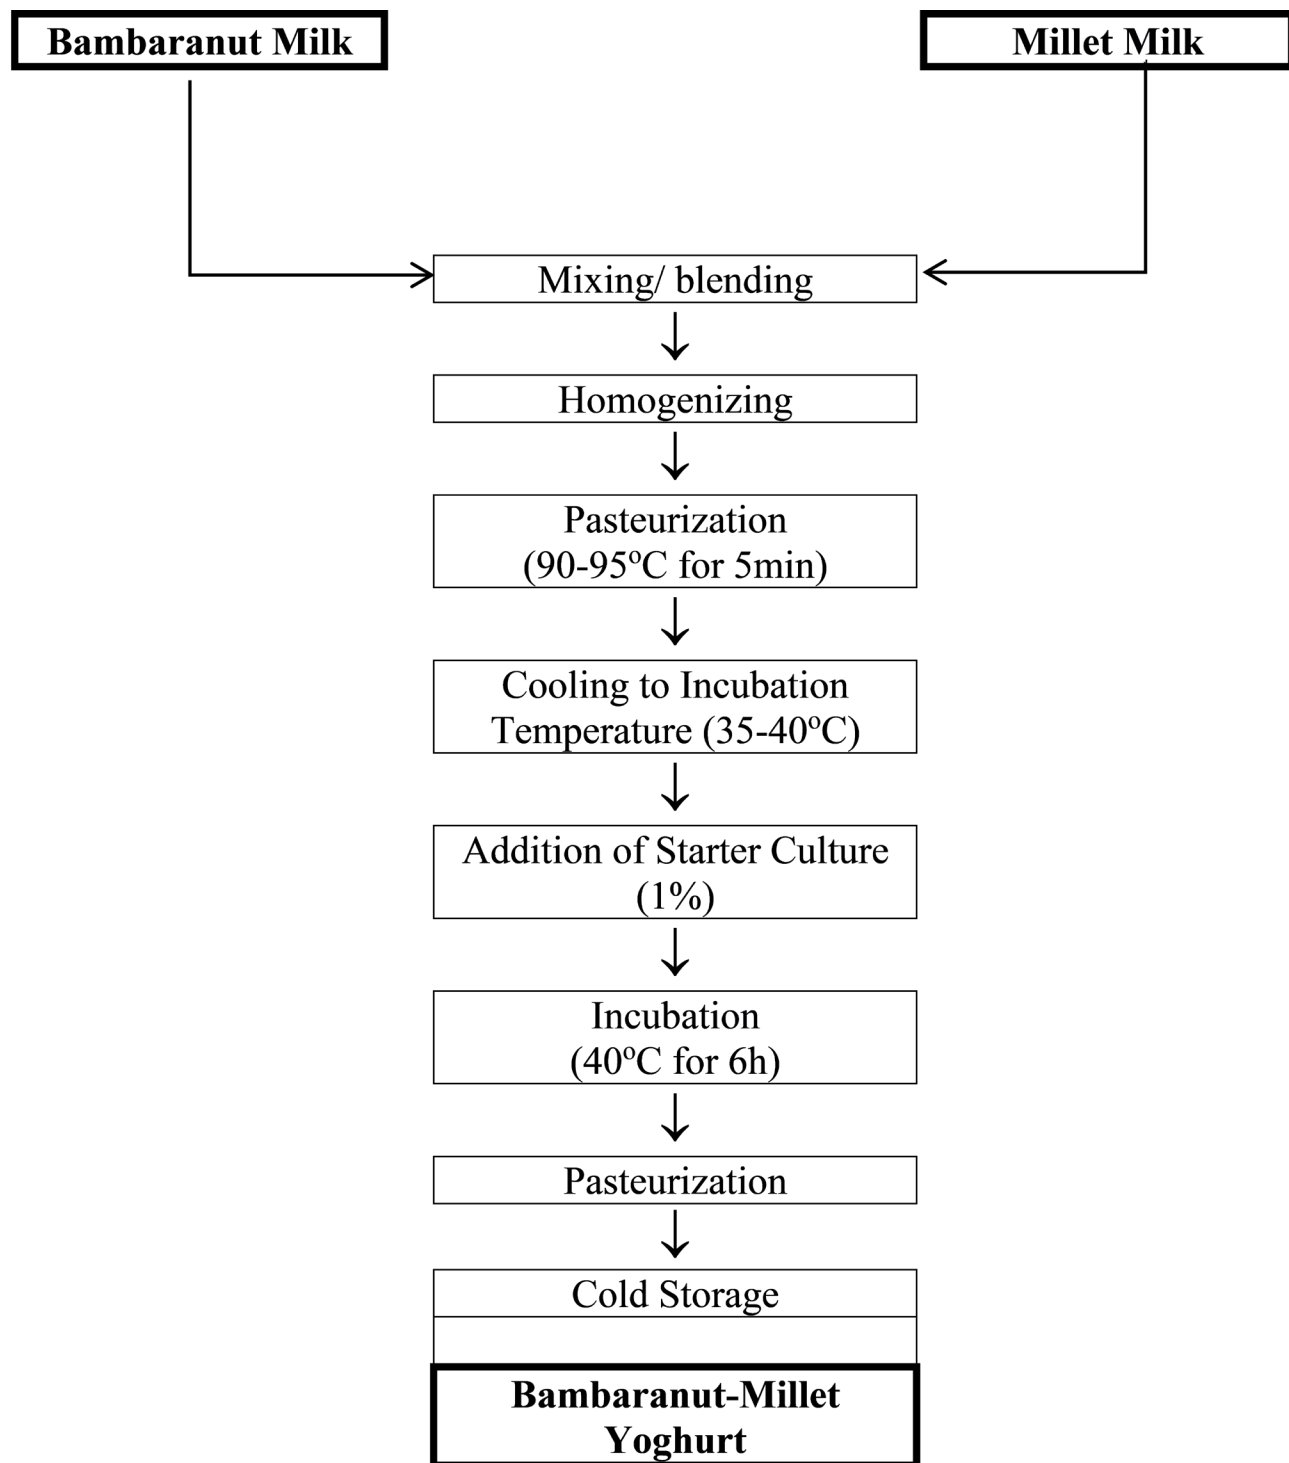 Bambaranut Milk
Millet Milk
Mixing/ blending
Homogenizing
Pasteurization
(90-95ºC for 5min)
Cooling to Incubation
Temperature (35-40ºC)
Addition of Starter Culture
(1%)
Incubation
(40ºC for 6h)
Pasteurization
Cold Storage
Bambaranut-Millet
Yoghurt